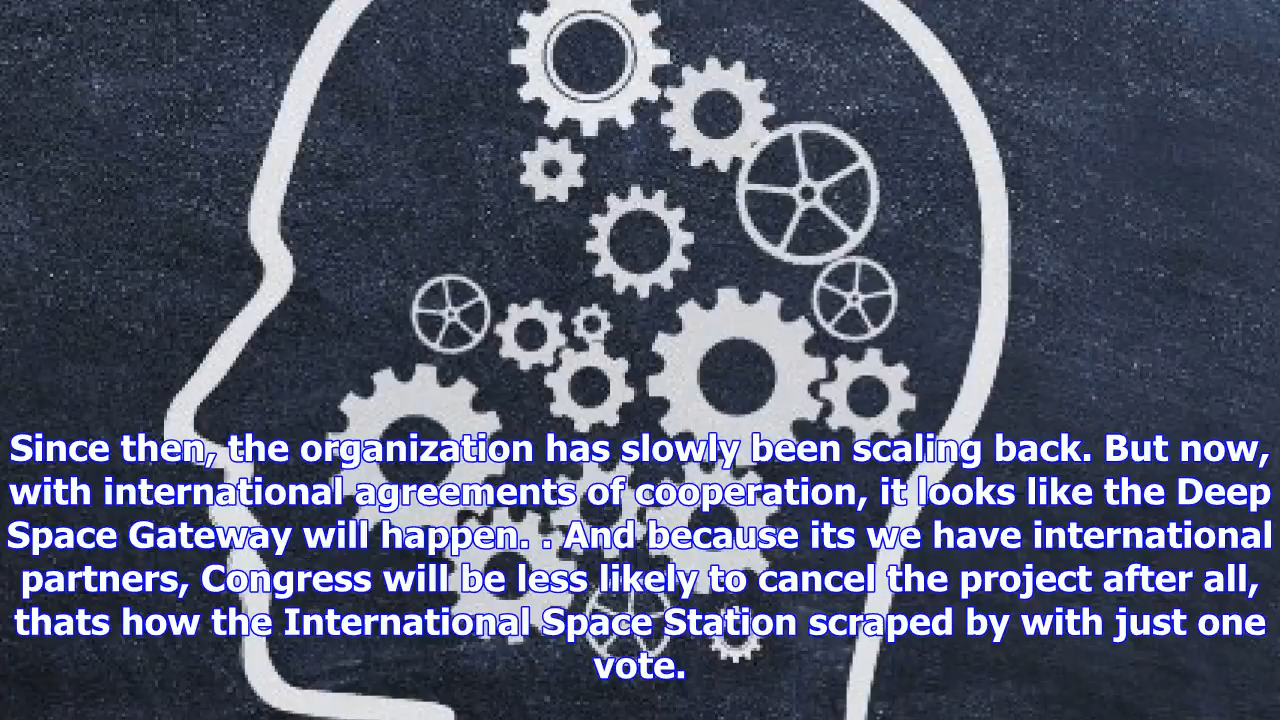 Since then, the organization has slowly been scaling back. But now,
with international agreements of cooperation, it looks like the Deep
Space Gateway will happen. . And because its we have international
partners, Congress will be less likely to cancel the project after all,
thats how the International Space Station scraped by with just one
vote.